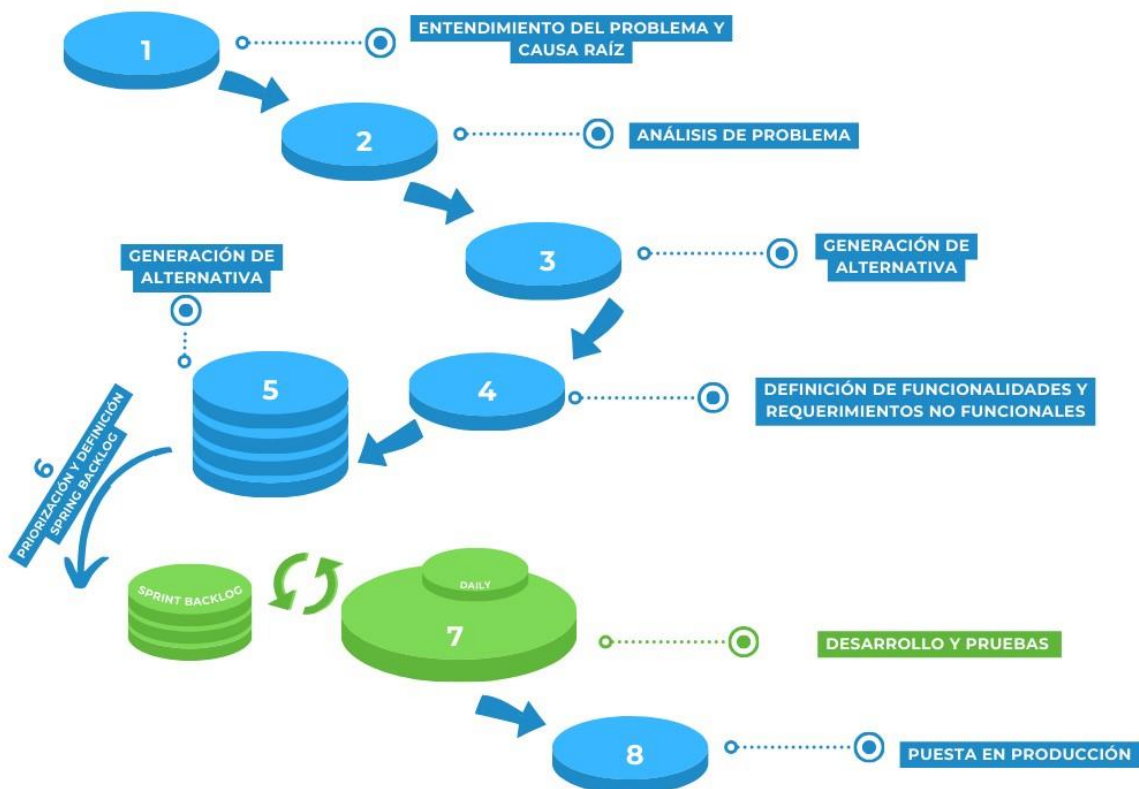 1
ENTENDIMIENTO DEL PROBLEMA Y
CAUSA RAÍZ
2
ANÁLISIS DE PROBLEMA
3
GENERACIÓN DE
ALTERNATIVA
GENERACIÓN DE
ALTERNATIVA
5
4
DEFINICIÓN DE FUNCIONALIDADES Y
REQUERIMIENTOS NO FUNCIONALES
6
PRIORIZACIÓN Y DEFINICIÓN
SPRING BACKLOG
SPRINT BACKLOG
DAILY
7
DESARROLLO Y PRUEBAS
8
PUESTA EN PRODUCCIÓN